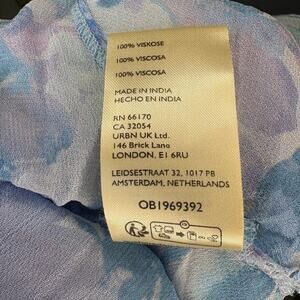 100% VISKOSE
100% VISCOSA
100% VISCOSA
MADE IN INDIA
HECHO EN INDIA
RN 66170
CA 32054
URBN UK Ltd.
146 Brick Lane
LONDON, E1 6RU
LEIDSESTRAAT 32, 1017 PB
AMSTERDAM, NETHERLANDS
OB1969392